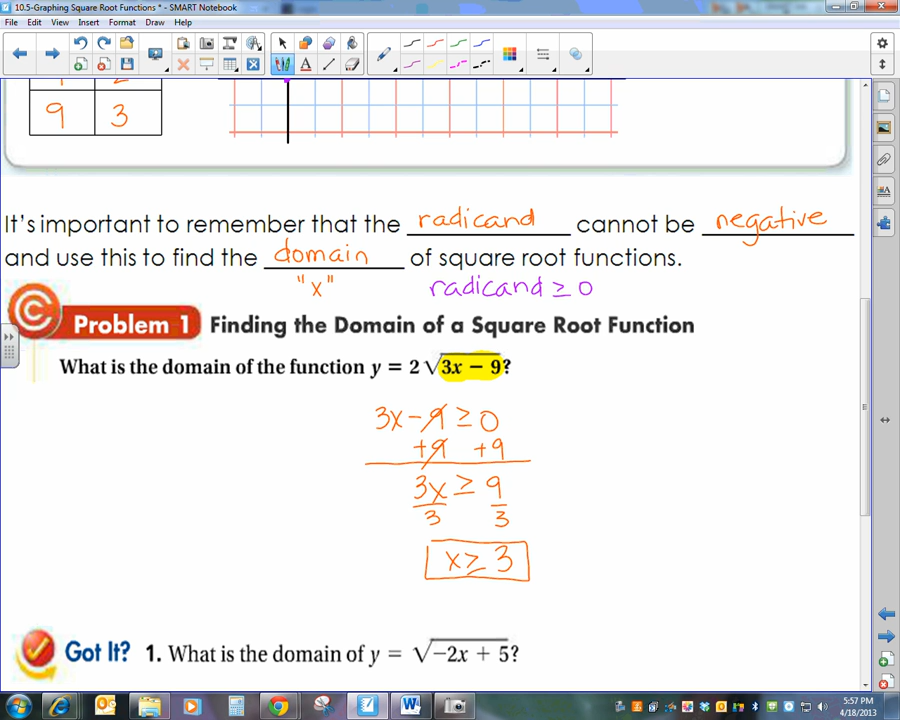 10.5-Graphing Square Root Functions * - SMART Notebook
File Edit View Insert Format Draw Help
9 3
It's important to remember that the radicand cannot be negative
and use this to find the domain of square root functions.
"x" radicand ≥ 0
C Problem 1 Finding the Domain of a Square Root Function
What is the domain of the function y = 2√3x − 9?
3x − 9 ≥ 0
+9 +9
3x ≥ 9
3 3
x ≥ 3
Got It? 1. What is the domain of y = √−2x + 5?
5:57 PM
4/18/2013